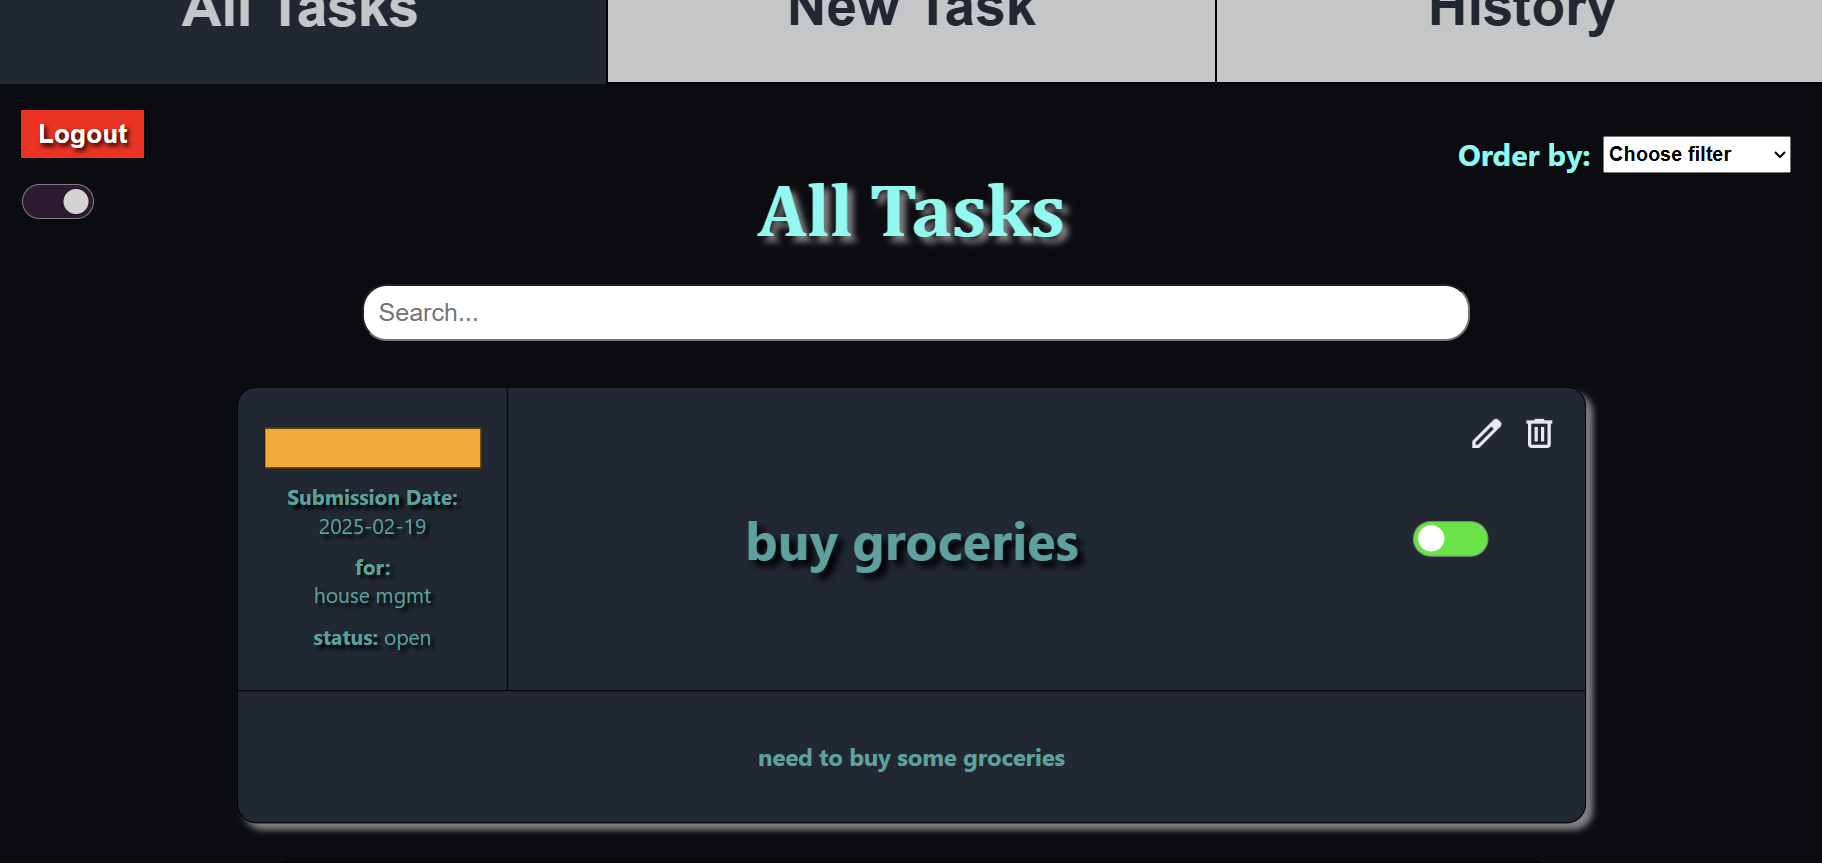 All Tasks
New Task
History
Logout
Order by:
Choose filter
All Tasks
Search...
Submission Date:
2025-02-19
for:
house mgmt
status: open
buy groceries
need to buy some groceries